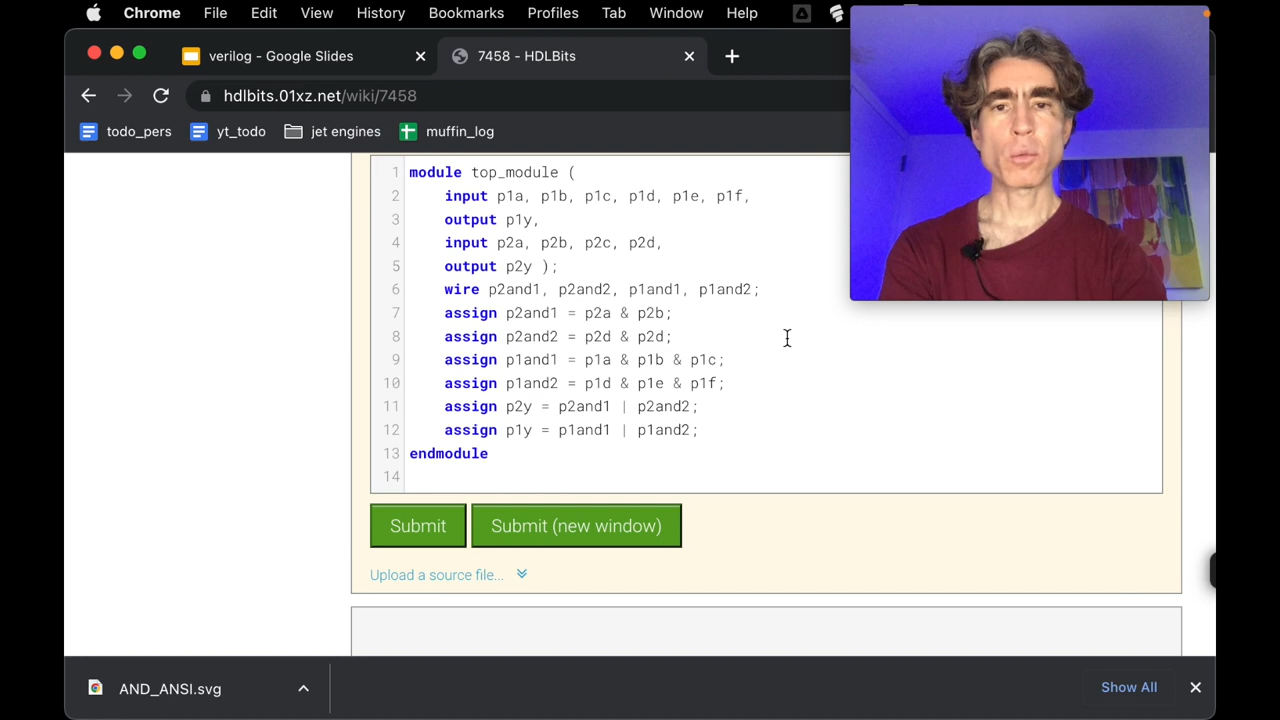 Chrome File Edit View History Bookmarks Profiles Tab Window Help
verilog - Google Slides
7458 - HDLBits
hdlbits.01xz.net/wiki/7458
todo_pers yt_todo jet engines muffin_log
1 module top_module (
2 input p1a, p1b, p1c, p1d, p1e, p1f,
3 output p1y,
4 input p2a, p2b, p2c, p2d,
5 output p2y );
6 wire p2and1, p2and2, p1and1, p1and2;
7 assign p2and1 = p2a & p2b;
8 assign p2and2 = p2d & p2d;
9 assign p1and1 = p1a & p1b & p1c;
10 assign p1and2 = p1d & p1e & p1f;
11 assign p2y = p2and1 | p2and2;
12 assign p1y = p1and1 | p1and2;
13 endmodule
14
Submit Submit (new window)
Upload a source file...
AND_ANSI.svg
Show All